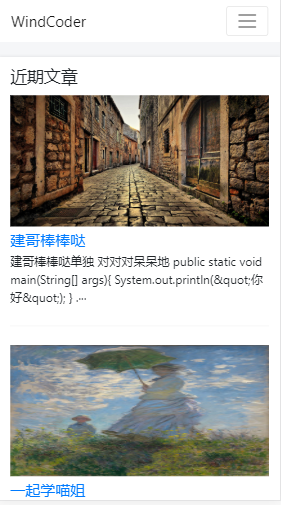 WindCoder
近期文章
建哥棒棒哒
建哥棒棒哒单独 对对对呆呆地 public static void
main(String[] args){ System.out.println(&quot;你
好&quot;); } .···
一起学喵姐